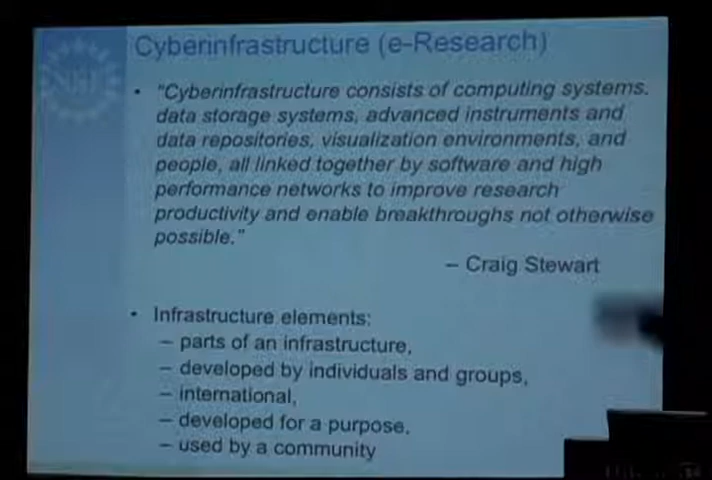 Cyberinfrastructure (e-Research)
• "Cyberinfrastructure consists of computing systems,
data storage systems, advanced instruments and
data repositories, visualization environments, and
people, all linked together by software and high
performance networks to improve research
productivity and enable breakthroughs not otherwise
possible."
– Craig Stewart
• Infrastructure elements:
– parts of an infrastructure,
– developed by individuals and groups,
– international,
– developed for a purpose,
– used by a community